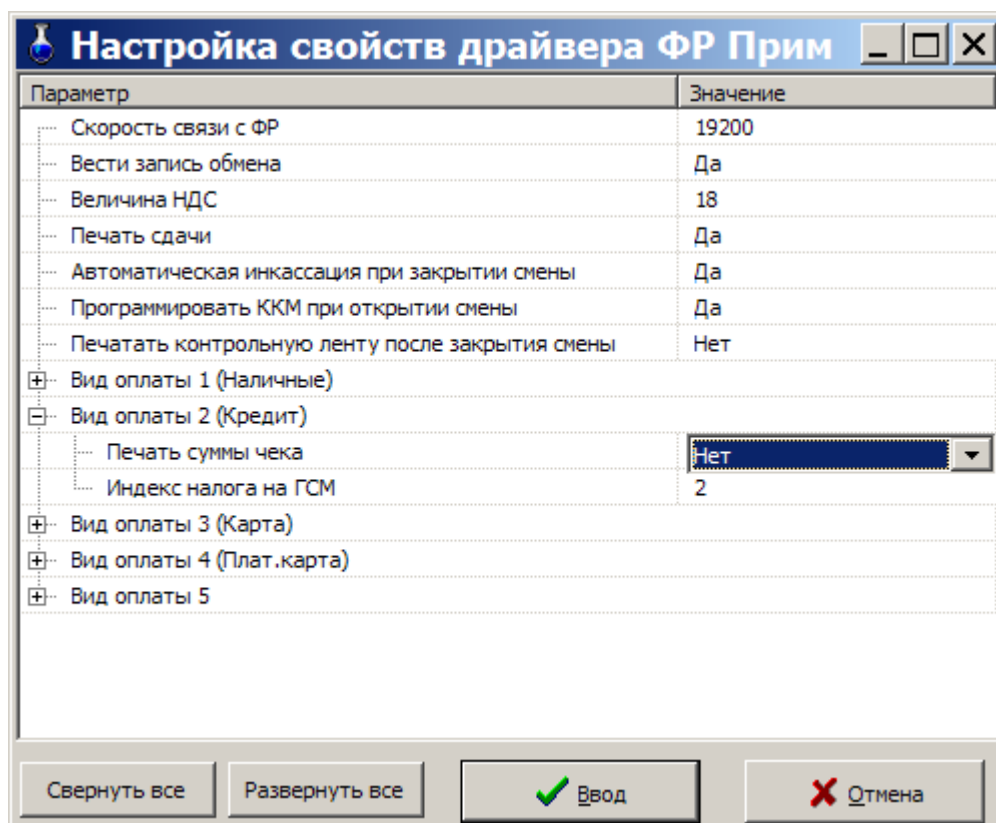 Настройка свойств драйвера ФР Прим
Параметр Значение
Скорость связи с ФР 19200
Вести запись обмена Да
Величина НДС 18
Печать сдачи Да
Автоматическая инкассация при закрытии смены Да
Программировать ККМ при открытии смены Да
Печатать контрольную ленту после закрытия смены Нет
Вид оплаты 1 (Наличные)
Вид оплаты 2 (Кредит)
Печать суммы чека Нет
Индекс налога на ГСМ 2
Вид оплаты 3 (Карта)
Вид оплаты 4 (Плат.карта)
Вид оплаты 5
Свернуть все Развернуть все Ввод Отмена